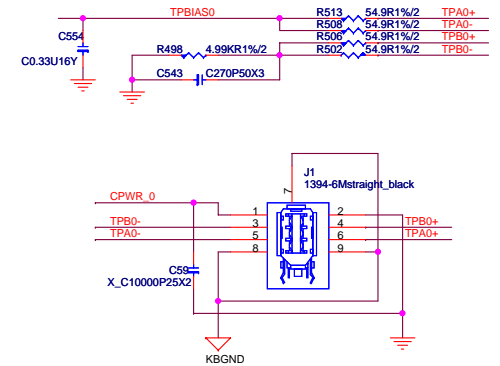 TPBIAS0
R513 54.9R1%/2 TPA0+
C554
R508 54.9R1%/2 TPA0-
R506 54.9R1%/2 TPB0+
R498 4.99KR1%/2
R502 54.9R1%/2 TPB0-
C0.33U16Y
C543 C270P50X3
J1
1394-6Mstraight_black
7
CPWR_0
1 2
TPB0- 3 4 TPB0+
TPA0- 5 6 TPA0+
8 9
C59
X_C10000P25X2
KBGND